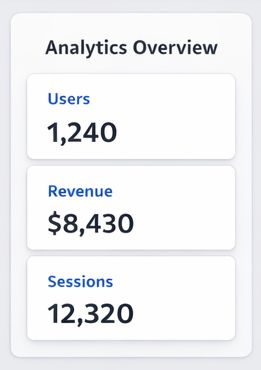 Analytics Overview
Users
1,240
Revenue
$8,430
Sessions
12,320